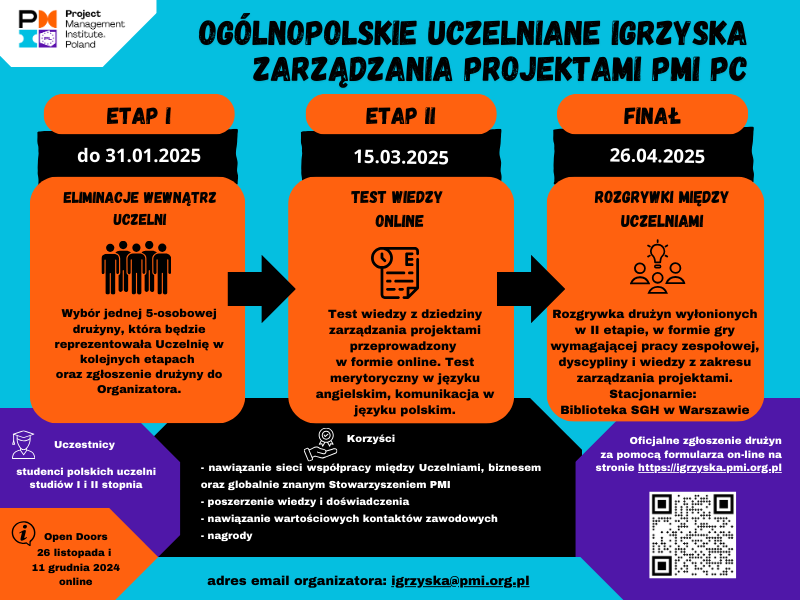 Project
Management
Institute.
Poland
OGÓLNOPOLSKIE UCZELNIANE IGRZYSKA
ZARZĄDZANIA PROJEKTAMI PMI PC
ETAP I
do 31.01.2025
ELIMINACJE WEWNĄTRZ
UCZELNI
Wybór jednej 5-osobowej
drużyny, która będzie
reprezentowała Uczelnię w
kolejnych etapach
oraz zgłoszenie drużyny do
Organizatora.
ETAP II
15.03.2025
TEST WIEDZY
ONLINE
E
Test wiedzy z dziedziny
zarządzania projektami
przeprowadzony
w formie online. Test
merytoryczny w języku
angielskim, komunikacja w
języku polskim.
FINAŁ
26.04.2025
ROZGRYWKI MIĘDZY
UCZELNIAMI
Rozgrywka drużyn wyłonionych
w II etapie, w formie gry
wymagającej pracy zespołowej,
dyscypliny i wiedzy z zakresu
zarządzania projektami.
Stacjonarnie:
Biblioteka SGH w Warszawie
Uczestnicy
studenci polskich uczelni
studiów I i II stopnia
Open Doors
26 listopada i
11 grudnia 2024
online
Korzyści
- nawiązanie sieci współpracy między Uczelniami, biznesem
oraz globalnie znanym Stowarzyszeniem PMI
- poszerzenie wiedzy i doświadczenia
- nawiązanie wartościowych kontaktów zawodowych
- nagrody
Oficjalne zgłoszenie drużyn
za pomocą formularza on-line na
stronie https://igrzyska.pmi.org.pl
adres email organizatora: igrzyska@pmi.org.pl